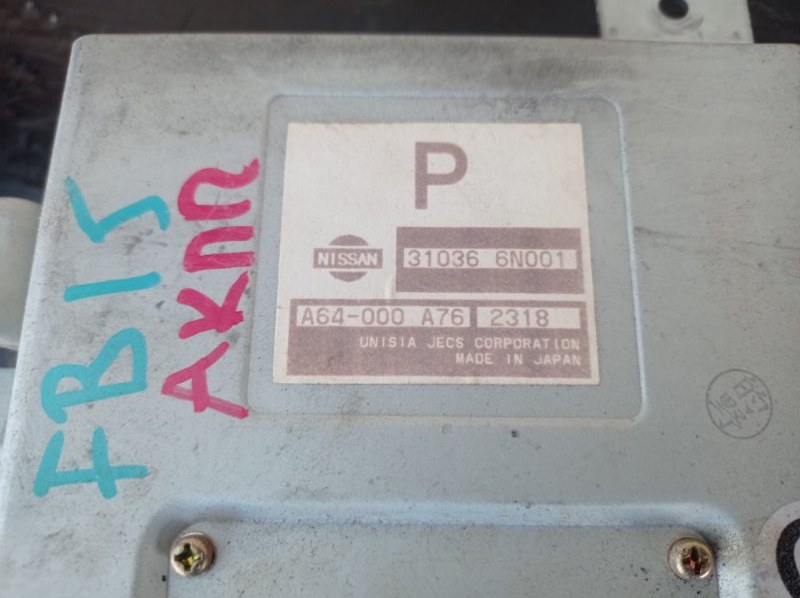 P
NISSAN
31036 6N001
A64-000 A76 2318
UNISIA JECS CORPORATION
MADE IN JAPAN
FB15
АКПП